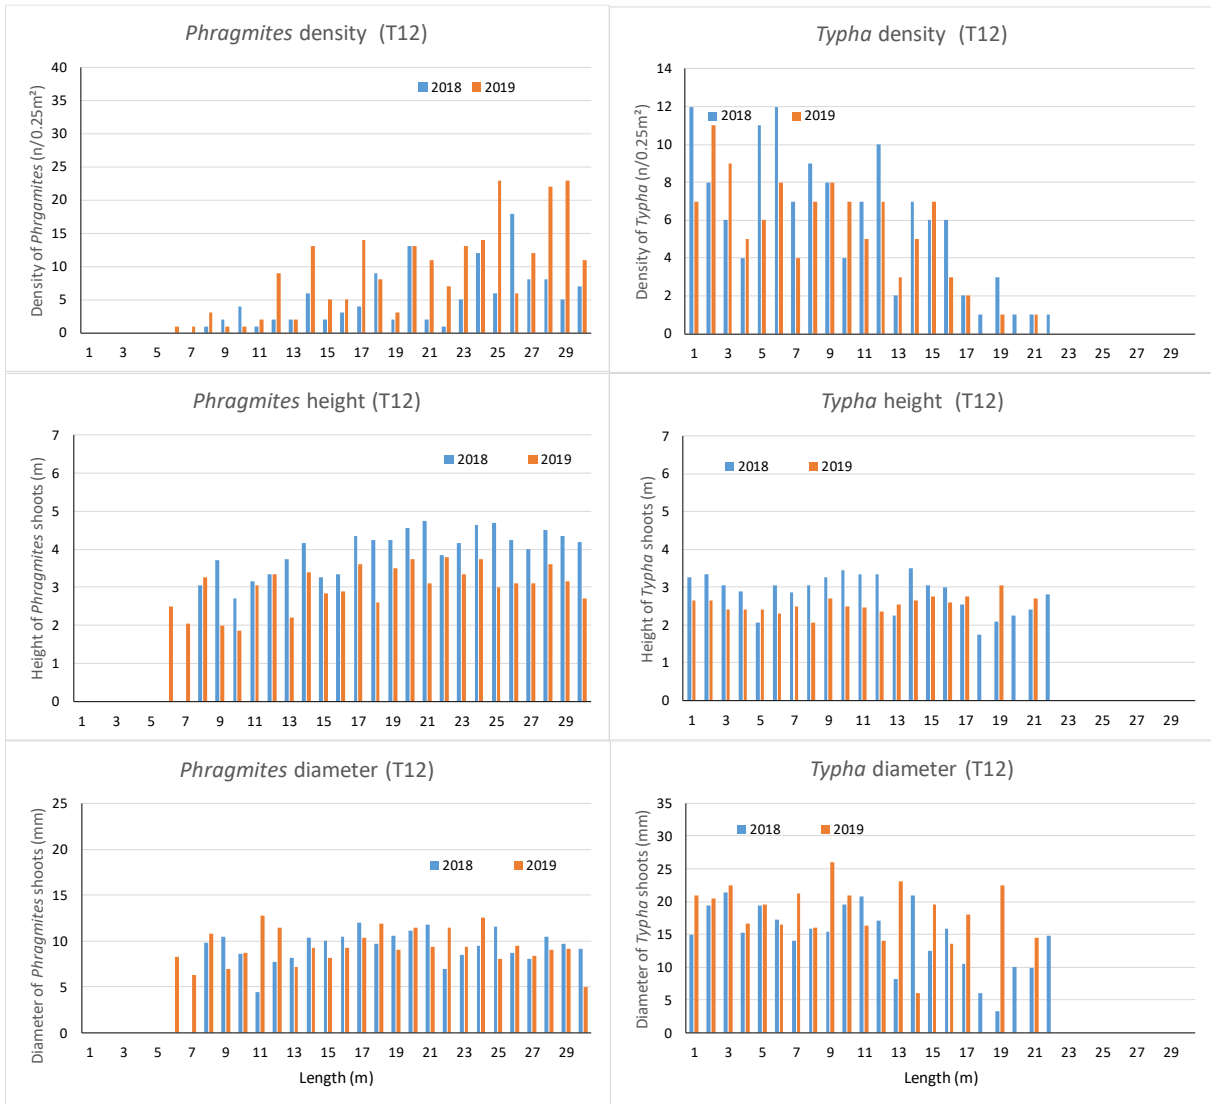 Phragmites density (T12)
40
35
30
25
20
15
10
5
0
Density of Phrgamites (n/0.25m²)
2018 2019
1 3 5 7 9 11 13 15 17 19 21 23 25 27 29
Typha density (T12)
14
12
10
8
6
4
2
0
Density of Typha (n/0.25m²)
2018 2019
1 3 5 7 9 11 13 15 17 19 21 23 25 27 29
Phragmites height (T12)
7
6
5
4
3
2
1
0
Height of Phragmites shoots (m)
2018 2019
1 3 5 7 9 11 13 15 17 19 21 23 25 27 29
Typha height (T12)
7
6
5
4
3
2
1
0
Height of Typha shoots (m)
2018 2019
1 3 5 7 9 11 13 15 17 19 21 23 25 27 29
Phragmites diameter (T12)
25
20
15
10
5
0
Diameter of Phragmites shoots (mm)
2018 2019
1 3 5 7 9 11 13 15 17 19 21 23 25 27 29
Length (m)
Typha diameter (T12)
35
30
25
20
15
10
5
0
Diameter of Typha shoots (mm)
2018 2019
1 3 5 7 9 11 13 15 17 19 21 23 25 27 29
Length (m)